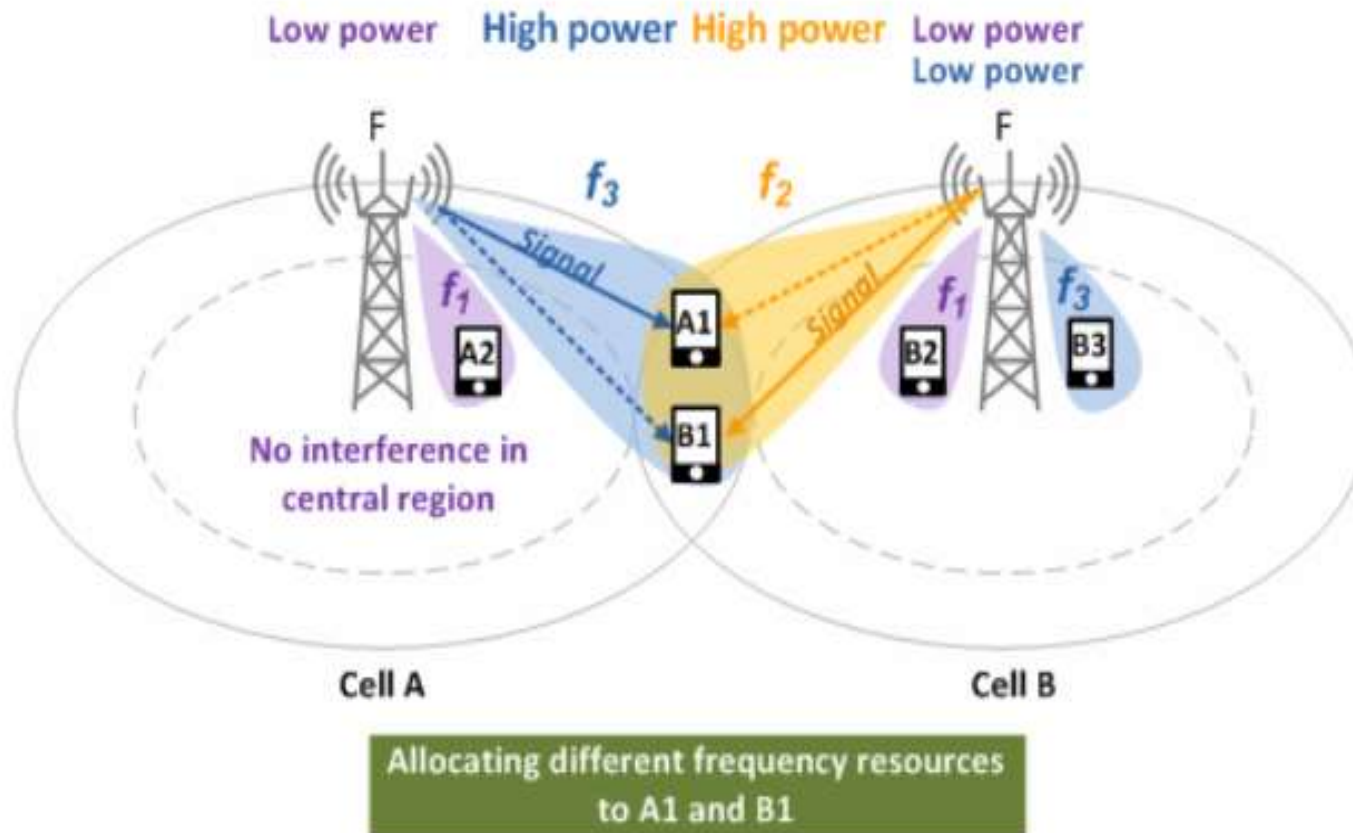 Low power High power High power Low power
Low power
F F
f3 f2
Signal Signal
f1 f1 f3
A1
A2 B2 B3
B1
No interference in
central region
Cell A Cell B
Allocating different frequency resources
to A1 and B1